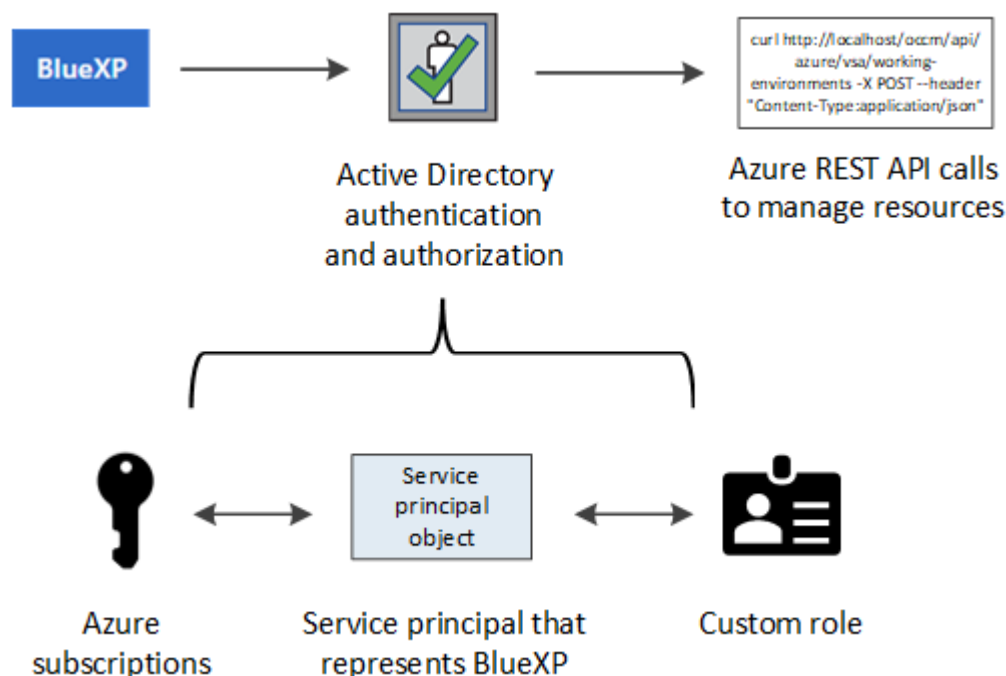 BlueXP
curl http://localhost/occm/api/
azure/vsa/working-
environments -X POST --header
"Content-Type:application/json"
Active Directory
authentication
and authorization
Azure REST API calls
to manage resources
Service
principal
object
Azure
subscriptions
Service principal that
represents BlueXP
Custom role